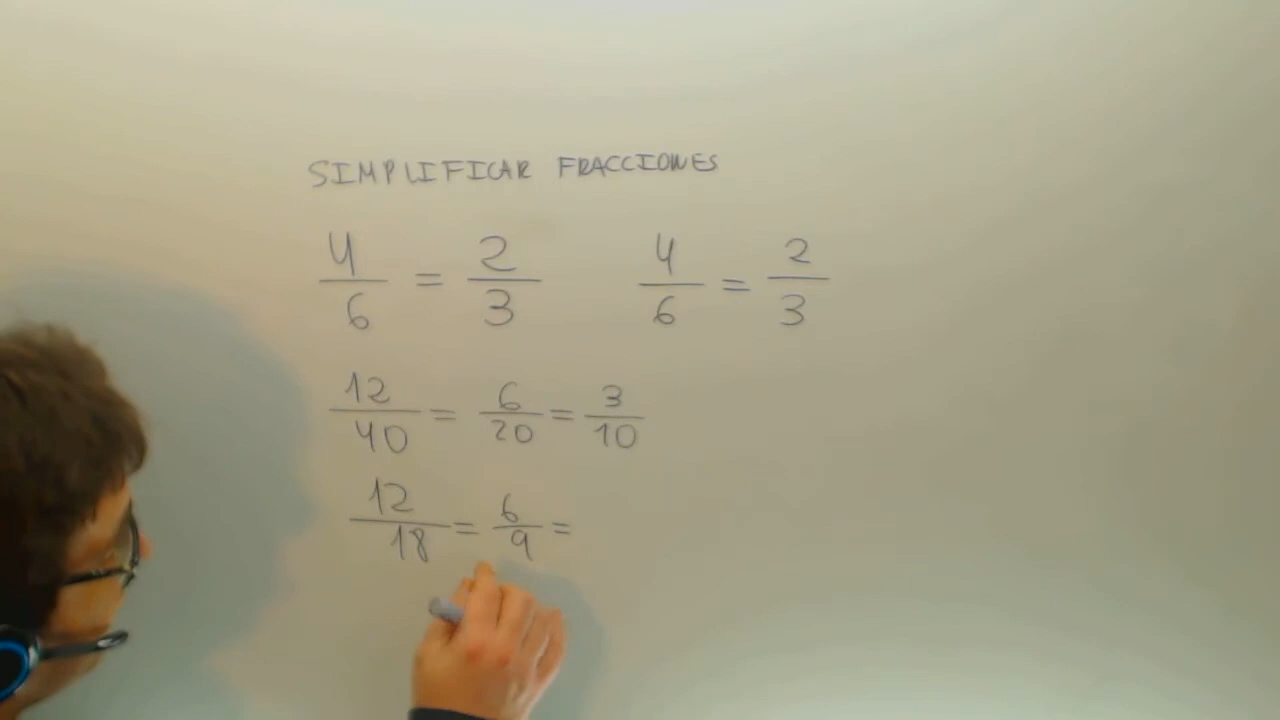 SIMPLIFICAR FRACCIONES
4/6 = 2/3 4/6 = 2/3
12/40 = 6/20 = 3/10
12/18 = 6/9 =